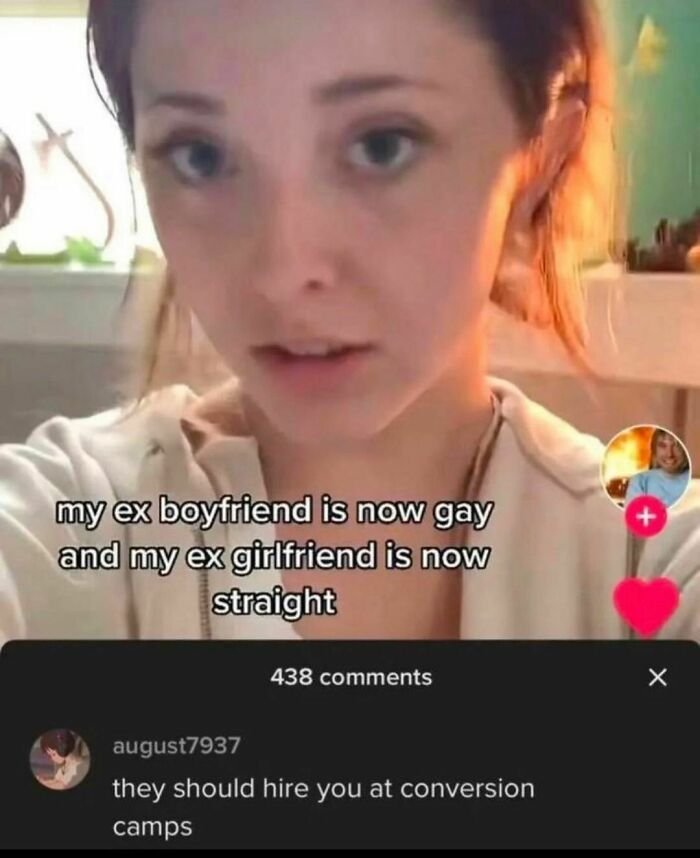 my ex boyfriend is now gay
and my ex girlfriend is now
straight
438 comments
august7937
they should hire you at conversion
camps